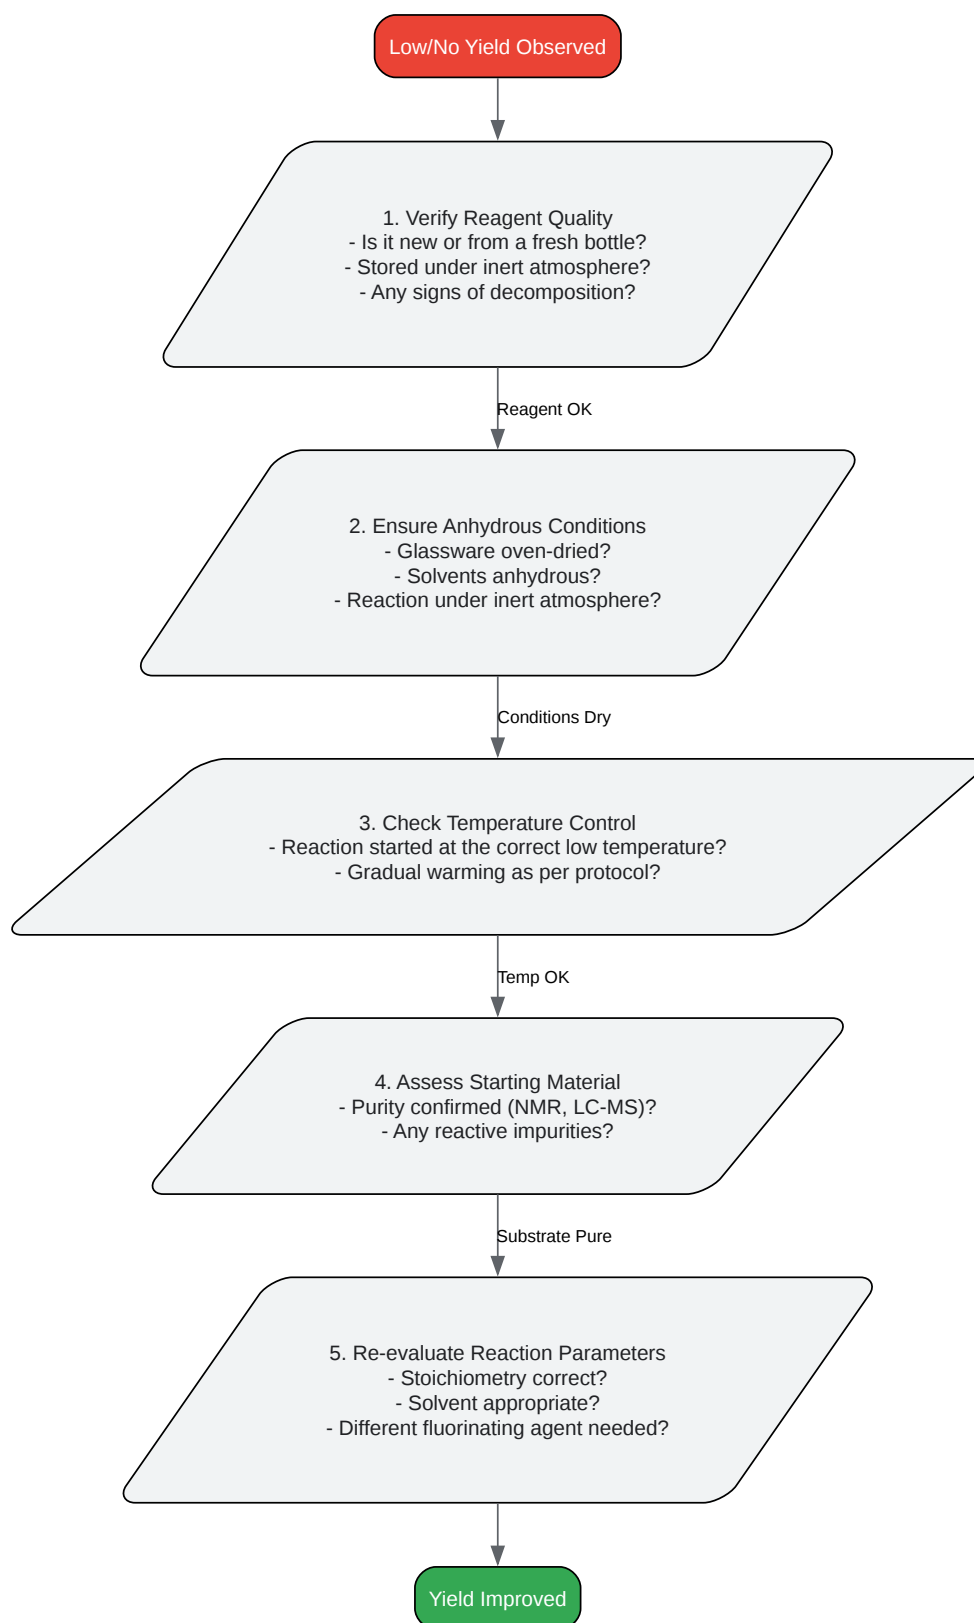 Low/No Yield Observed
1. Verify Reagent Quality
- Is it new or from a fresh bottle?
- Stored under inert atmosphere?
- Any signs of decomposition?
Reagent OK
2. Ensure Anhydrous Conditions
- Glassware oven-dried?
- Solvents anhydrous?
- Reaction under inert atmosphere?
Conditions Dry
3. Check Temperature Control
- Reaction started at the correct low temperature?
- Gradual warming as per protocol?
Temp OK
4. Assess Starting Material
- Purity confirmed (NMR, LC-MS)?
- Any reactive impurities?
Substrate Pure
5. Re-evaluate Reaction Parameters
- Stoichiometry correct?
- Solvent appropriate?
- Different fluorinating agent needed?
Yield Improved